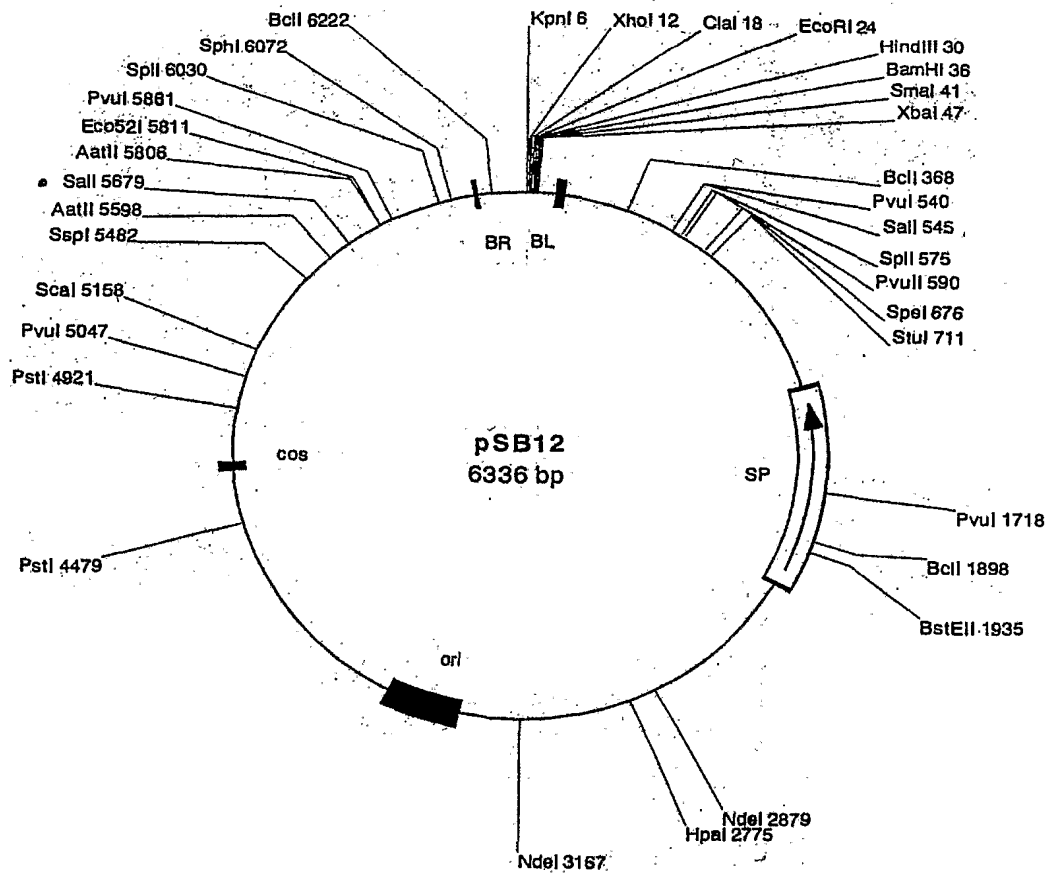 BclI 6222
SphI 6072
SplI 6030
PvuI 5861
Eco52I 5811
AatII 5806
SalI 5679
AatII 5598
SspI 5482
ScaI 5158
PvuI 5047
PstI 4921
PstI 4479
KpnI 6
XhoI 12
ClaI 18
EcoRI 24
HindIII 30
BamHI 36
SmaI 41
XbaI 47
BclI 368
PvuI 540
SalI 545
SplI 575
PvuII 590
SpeI 676
StuI 711
BR
BL
cos
pSB12
6336 bp
SP
PvuI 1718
BclI 1898
BstEII 1935
ori
NdeI 2879
HpaI 2775
NdeI 3167